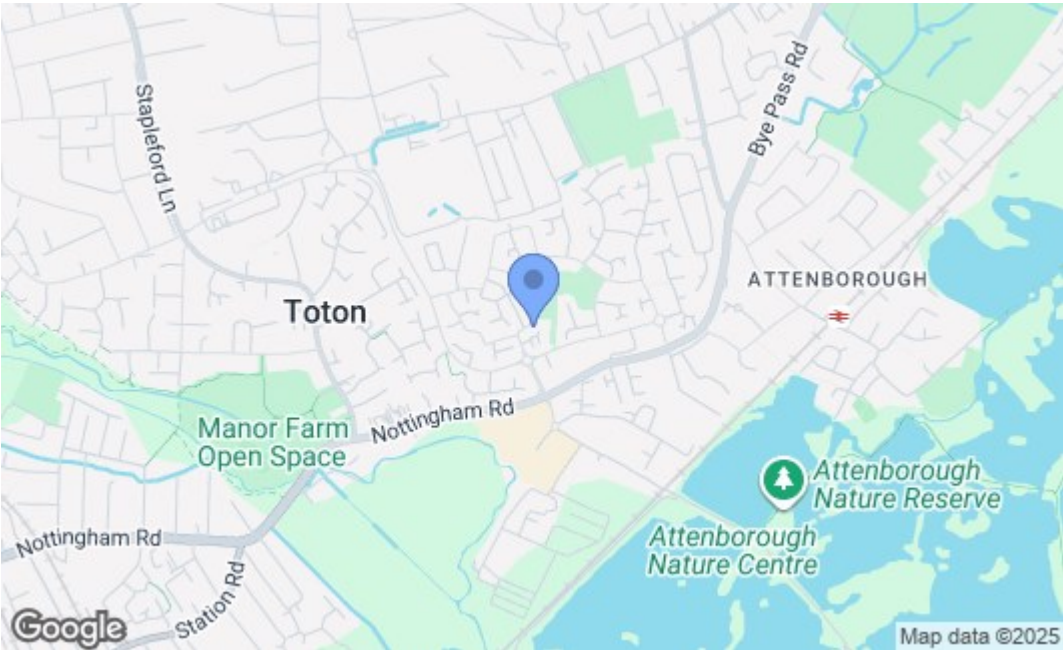 Stapleford Ln
Bye Pass Rd
ATTENBOROUGH
Toton
Nottingham Rd
Manor Farm
Open Space
Attenborough
Nature Reserve
Attenborough
Nature Centre
Nottingham Rd
Station Rd
Google
Map data ©2025